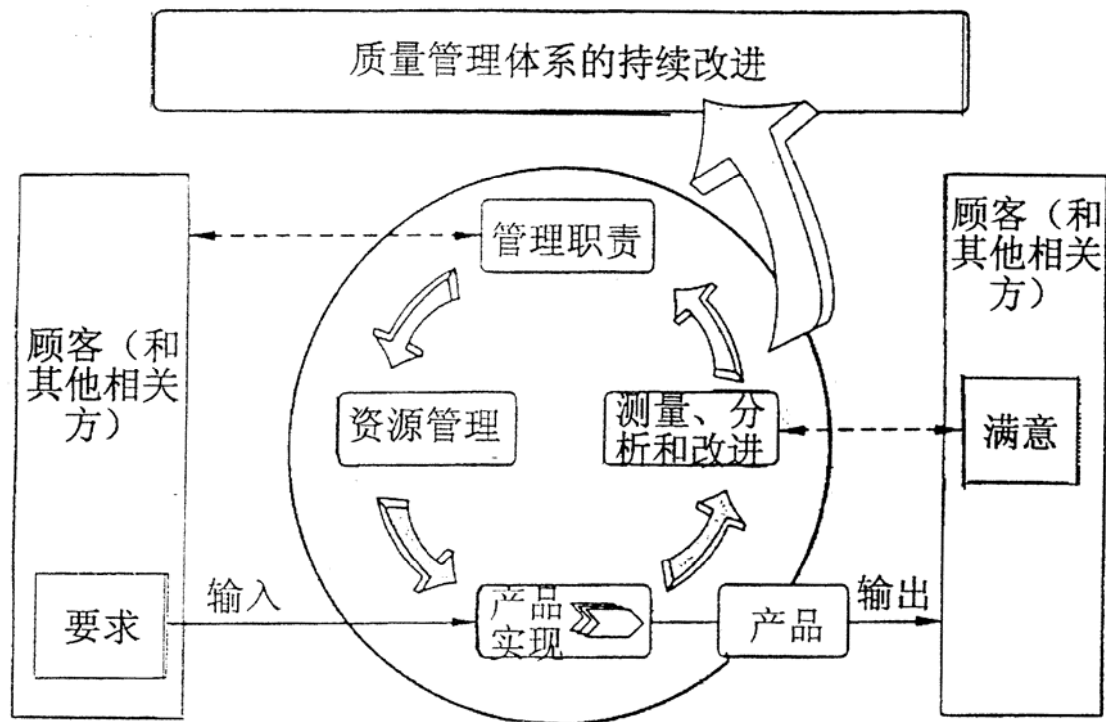 质量管理体系的持续改进
顾客（和
其他相关
方）
要求
输入
管理职责
资源管理
测量、分
析和改进
产品
实现
产品
输出
顾客（和
其他相关
方）
满意